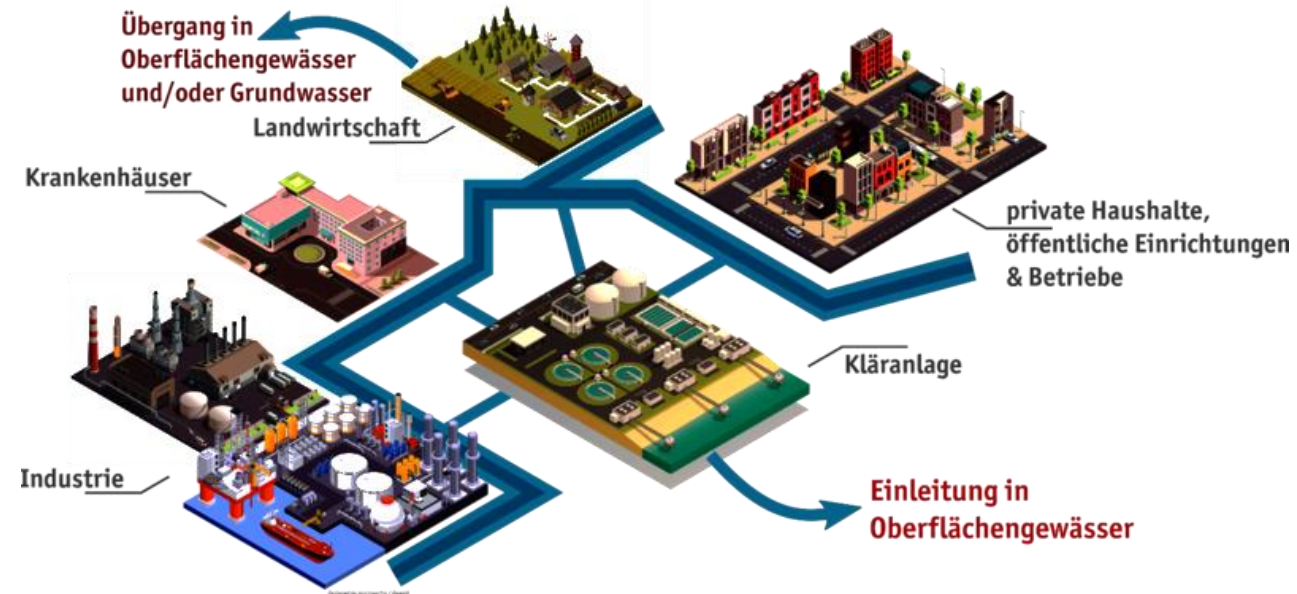 Übergang in
Oberflächengewässer
und/oder Grundwasser
Landwirtschaft
Krankenhäuser
private Haushalte,
öffentliche Einrichtungen
& Betriebe
Kläranlage
Industrie
Einleitung in
Oberflächengewässer